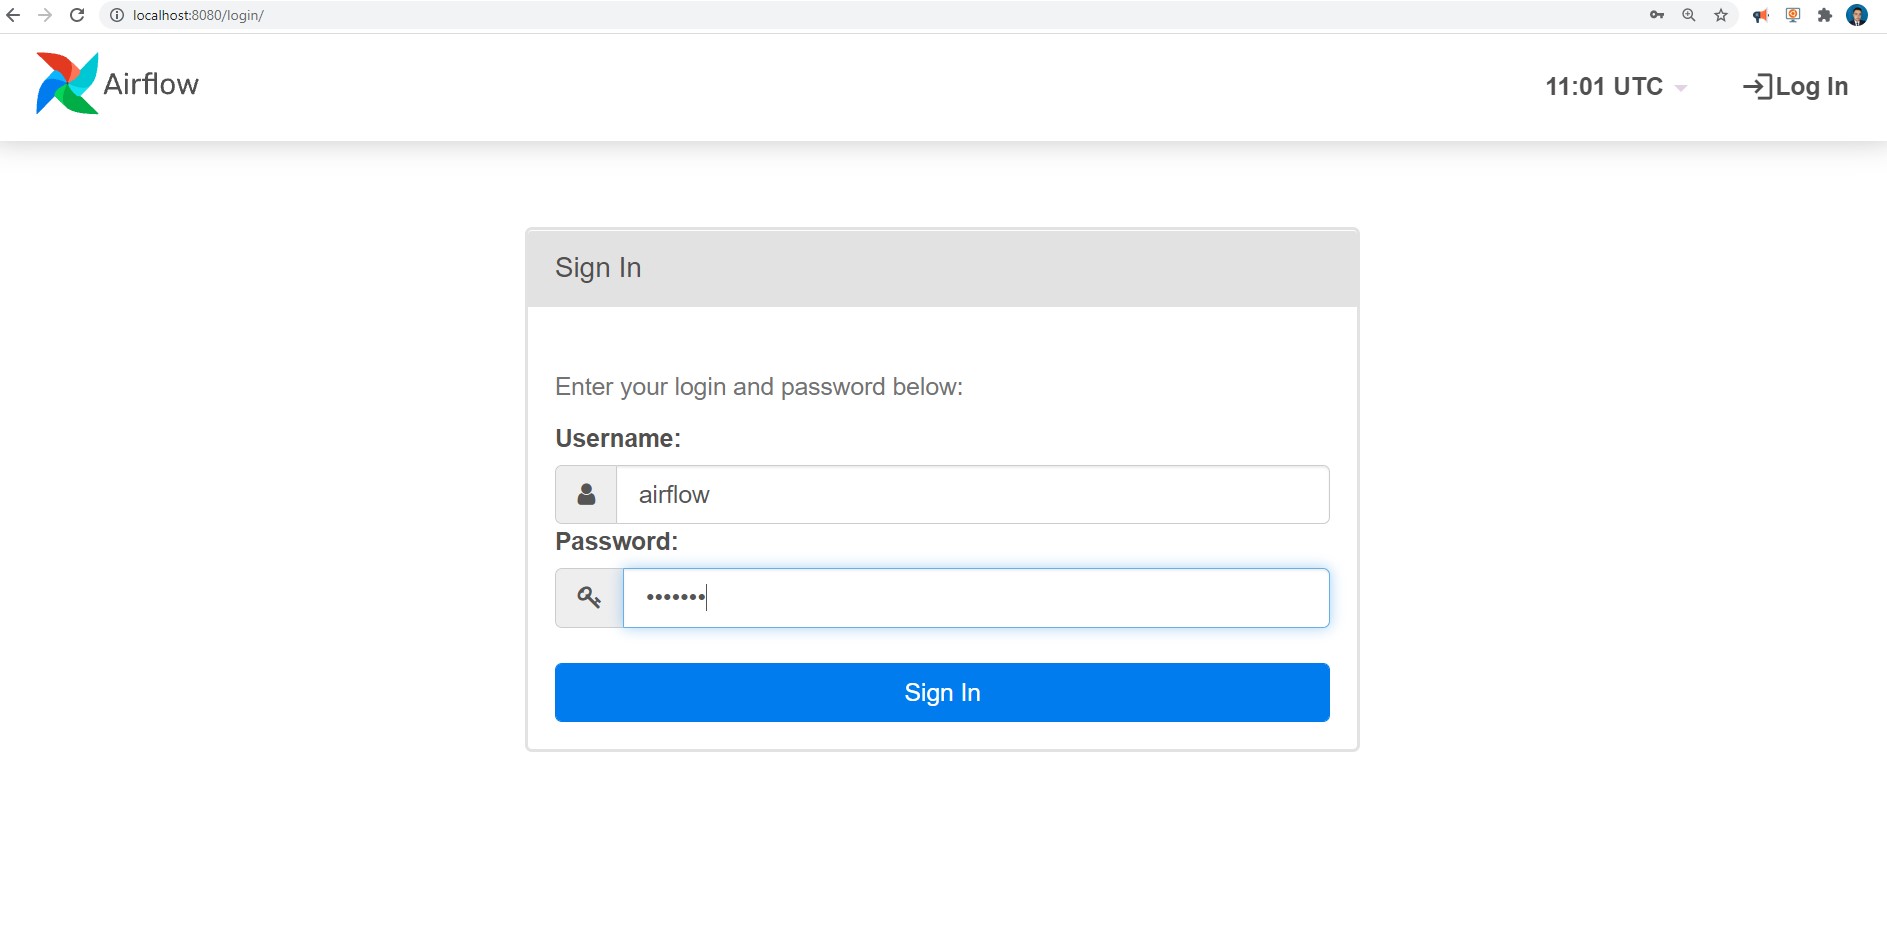 localhost:8080/login/
Airflow
11:01 UTC
Log In
Sign In
Enter your login and password below:
Username:
airflow
Password:
•••••••
Sign In